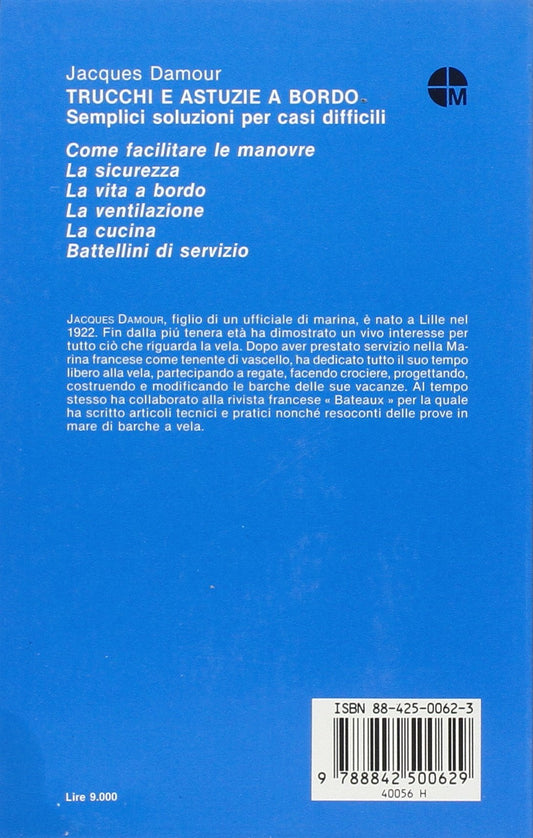 Jacques Damour
TRUCCHI E ASTUZIE A BORDO
Semplici soluzioni per casi difficili
M
Come facilitare le manovre
La sicurezza
La vita a bordo
La ventilazione
La cucina
Battellini di servizio
JACQUES DAMOUR, figlio di un ufficiale di marina, è nato a Lille nel
1922. Fin dalla piú tenera età ha dimostrato un vivo interesse per
tutto ciò che riguarda la vela. Dopo aver prestato servizio nella Ma-
rina francese come tenente di vascello, ha dedicato tutto il suo tempo
libero alla vela, partecipando a regate, facendo crociere, progettando,
costruendo e modificando le barche delle sue vacanze. Al tempo
stesso ha collaborato alla rivista francese « Bateaux » per la quale
ha scritto articoli tecnici e pratici nonché resoconti delle prove in
mare di barche a vela.
ISBN 88-425-0062-3
9 788842 500629
40056 H
Lire 9.000